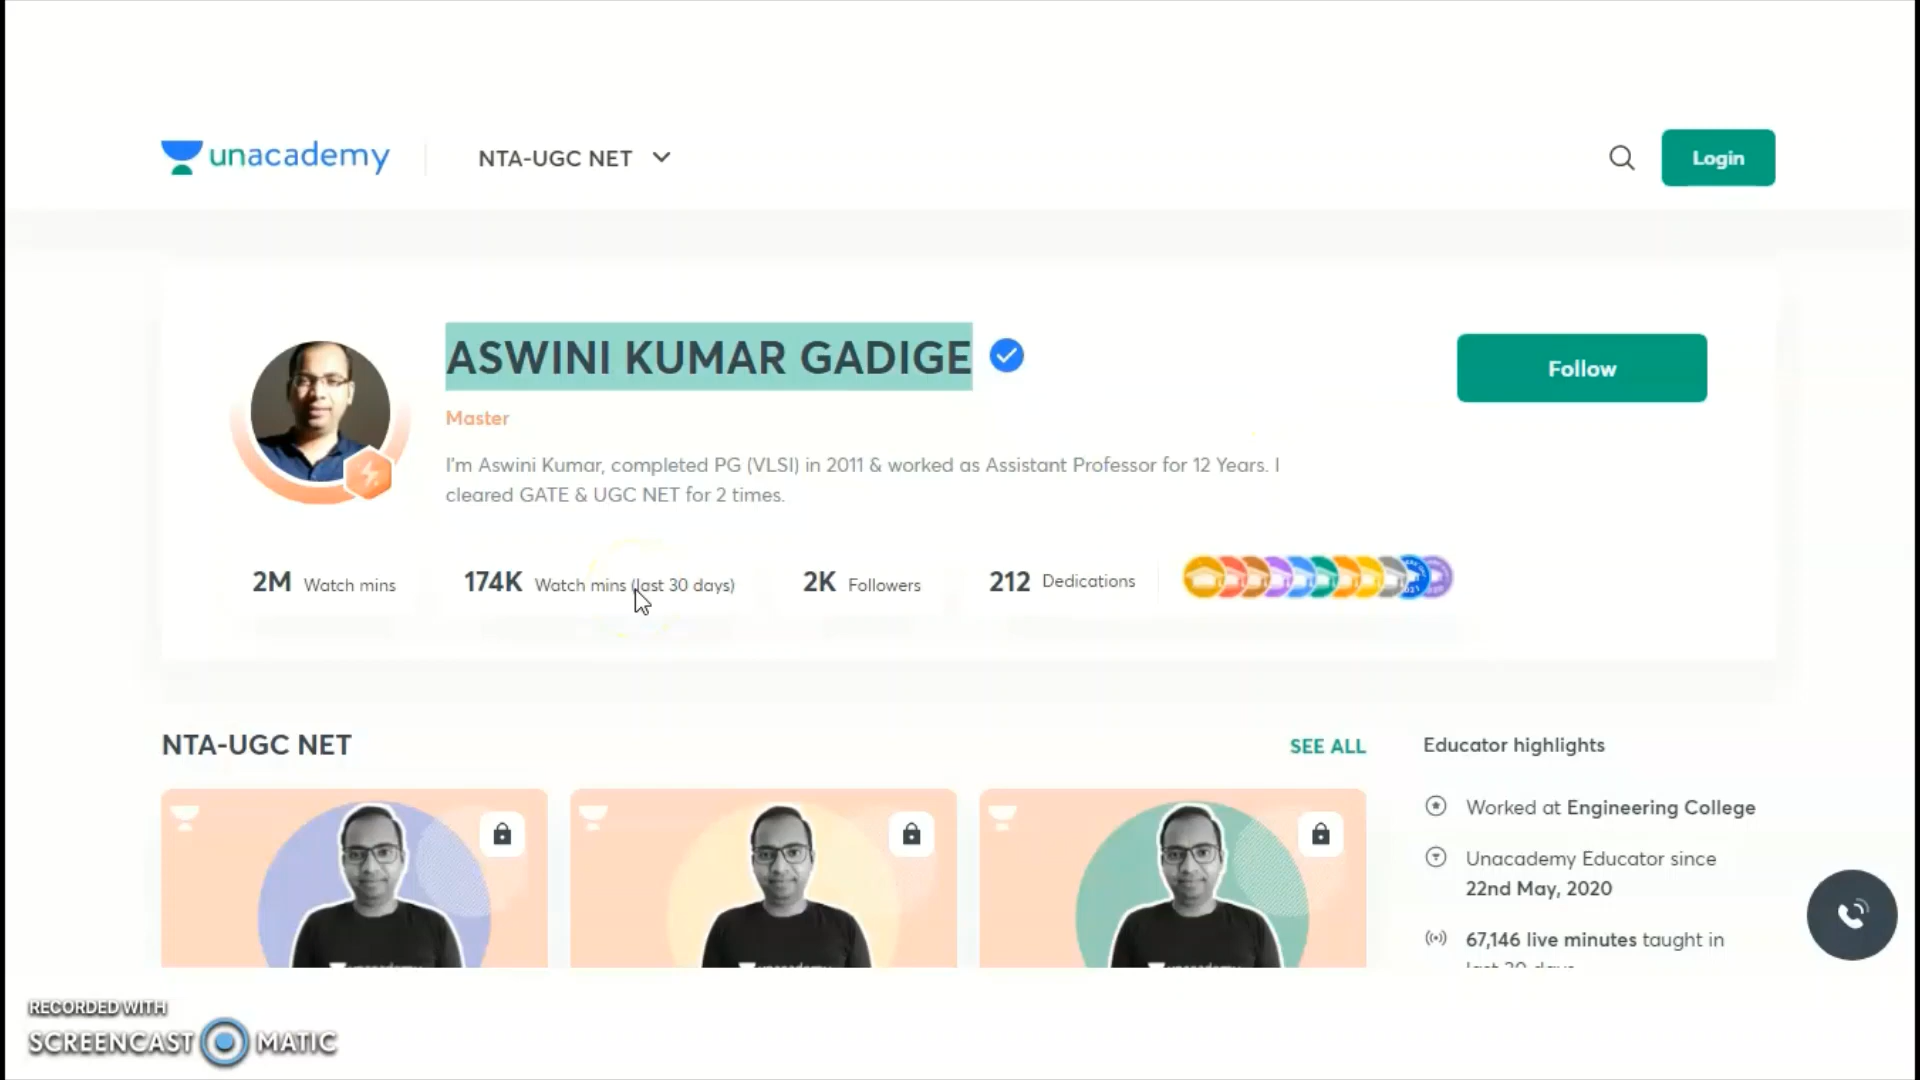 unacademy
NTA-UGC NET
Login
ASWINI KUMAR GADIGE
Follow
Master
I'm Aswini Kumar, completed PG (VLSI) in 2011 & worked as Assistant Professor for 12 Years. I
cleared GATE & UGC NET for 2 times.
2M Watch mins
174K Watch mins (last 30 days)
2K Followers
212 Dedications
NTA-UGC NET
SEE ALL
Educator highlights
Worked at Engineering College
Unacademy Educator since
22nd May, 2020
67,146 live minutes taught in
last 30 days
RECORDED WITH
SCREENCAST MATIC